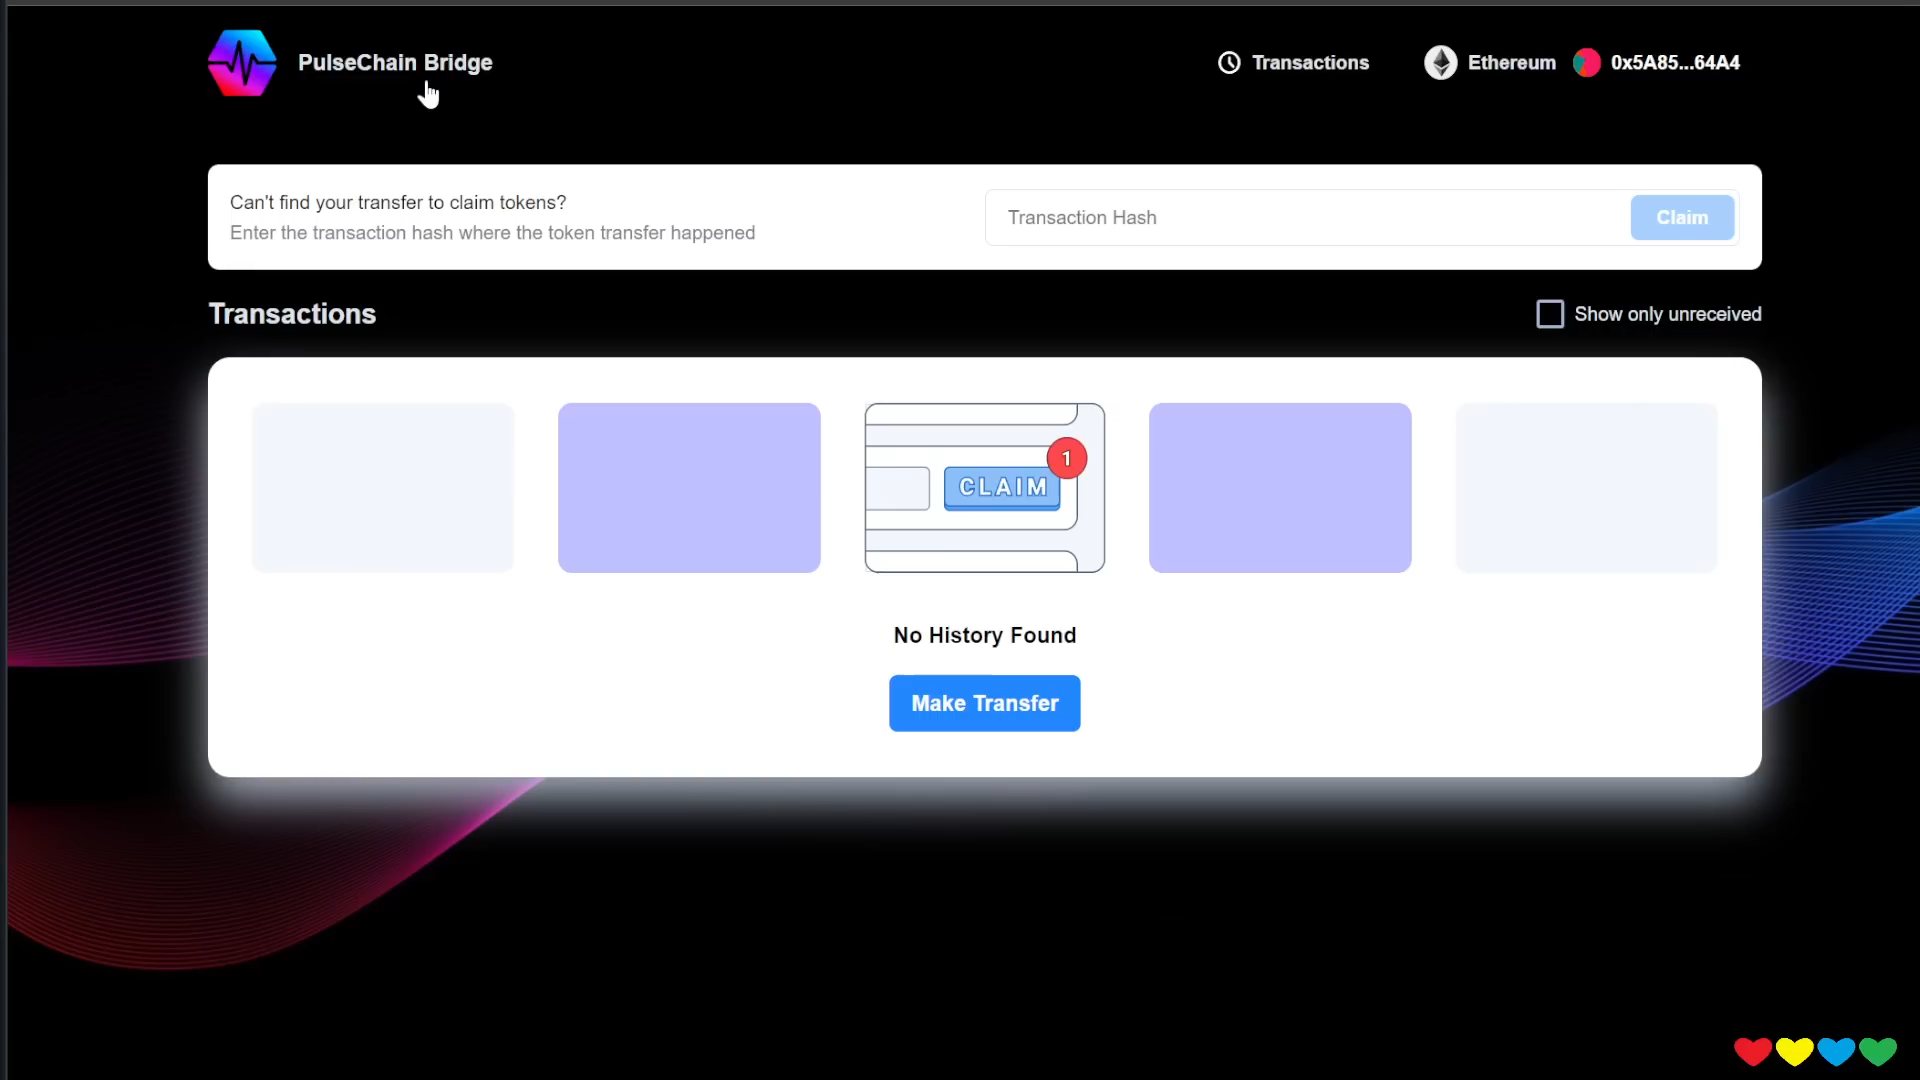 PulseChain Bridge
Transactions
Ethereum
0x5A85...64A4
Can't find your transfer to claim tokens?
Enter the transaction hash where the token transfer happened
Transaction Hash
Claim
Transactions
Show only unreceived
1
CLAIM
No History Found
Make Transfer